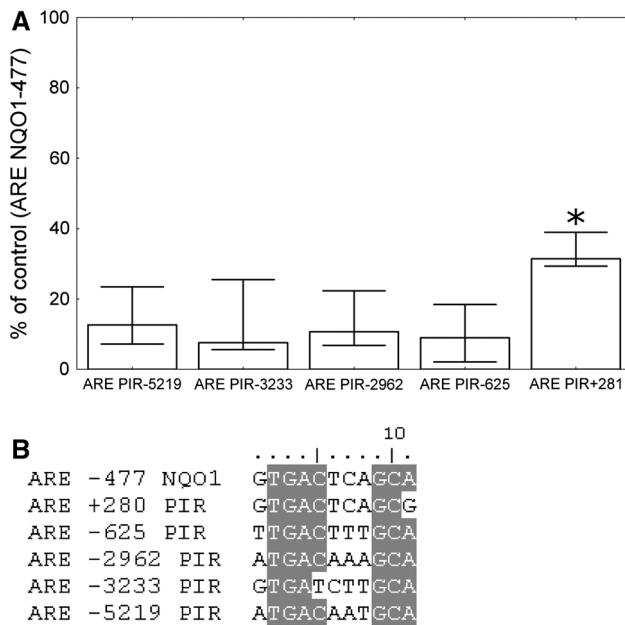 A
% of control (ARE NQO1-477)
100
80
60
40
20
0
*
ARE PIR-5219 ARE PIR-3233 ARE PIR-2962 ARE PIR-625 ARE PIR+281
B
10
. . . . | . . . . | .
ARE -477 NQO1 GTGACTCAGCA
ARE +280 PIR GTGACTCAGCG
ARE -625 PIR TTGACTTTGCA
ARE -2962 PIR ATGACAAAGCA
ARE -3233 PIR GTGATCTTGCA
ARE -5219 PIR ATGACAATGCA